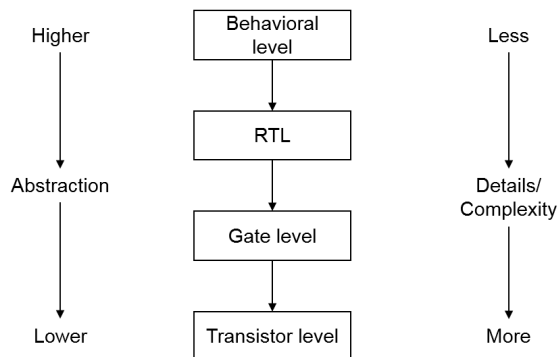 Higher
Behavioral
level
Less
RTL
Abstraction
Details/
Complexity
Gate level
Lower
Transistor level
More